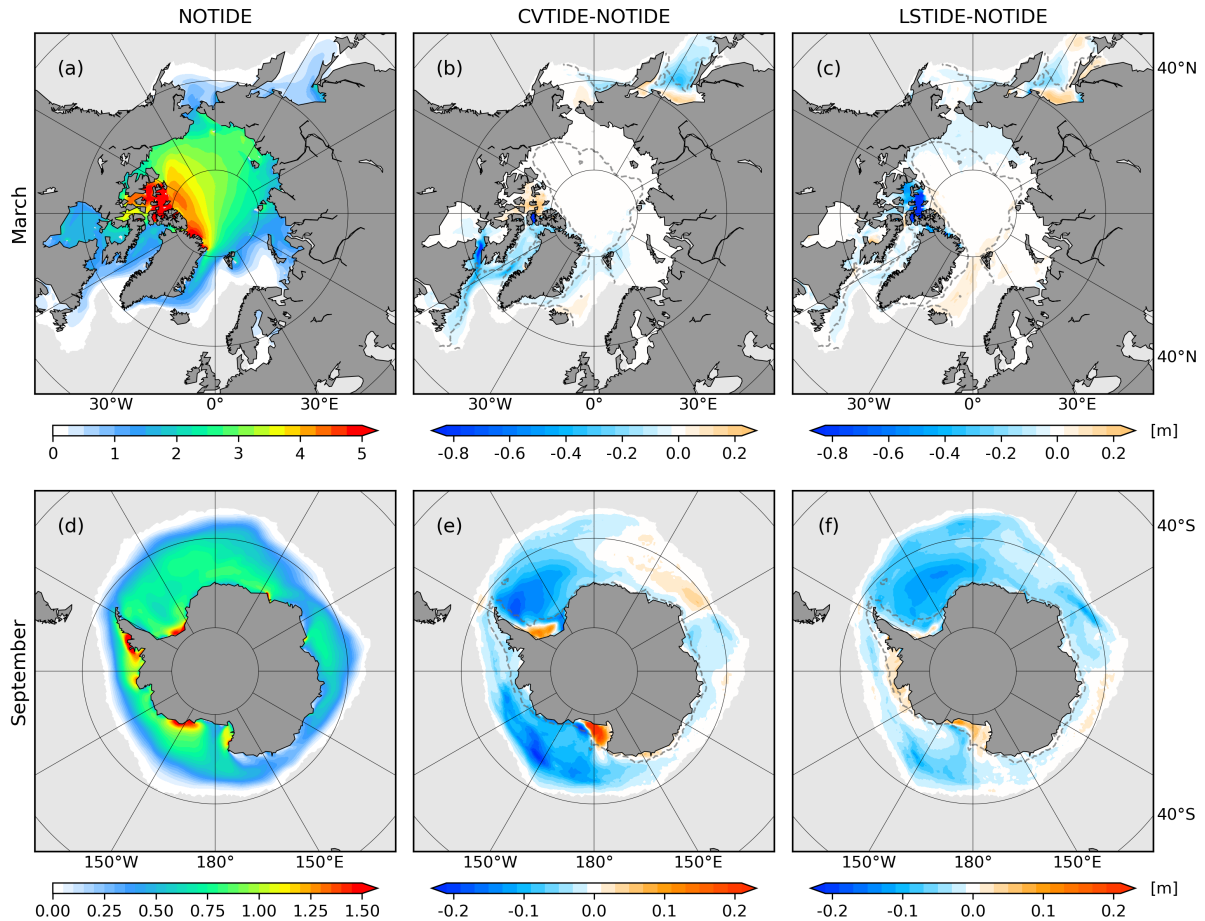 NOTIDE CVTIDE-NOTIDE LSTIDE-NOTIDE
(a) (b) (c)
40°N
March
40°N
30°W 0° 30°E 30°W 0° 30°E 30°W 0° 30°E
0 1 2 3 4 5
-0.8 -0.6 -0.4 -0.2 0.0 0.2
-0.8 -0.6 -0.4 -0.2 0.0 0.2
[m]
(d) (e) (f)
40°S
September
40°S
150°W 180° 150°E 150°W 180° 150°E 150°W 180° 150°E
0.00 0.25 0.50 0.75 1.00 1.25 1.50
-0.2 -0.1 0.0 0.1 0.2
-0.2 -0.1 0.0 0.1 0.2
[m]